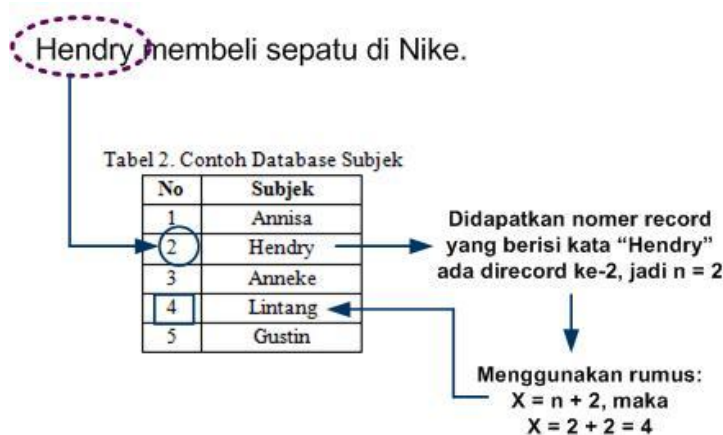 Hendry membeli sepatu di Nike.
Tabel 2. Contoh Database Subjek
No Subjek
1 Annisa
2 Hendry
3 Anneke
4 Lintang
5 Gustin
Didapatkan nomer record
yang berisi kata “Hendry”
ada direcord ke-2, jadi n = 2
Menggunakan rumus:
X = n + 2, maka
X = 2 + 2 = 4